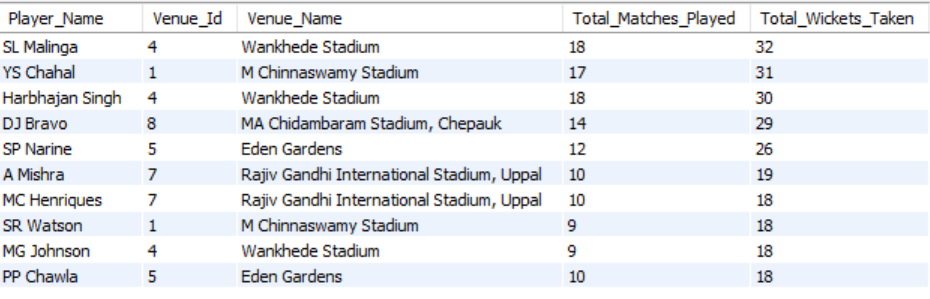 Player_Name Venue_Id Venue_Name Total_Matches_Played Total_Wickets_Taken
SL Malinga 4 Wankhede Stadium 18 32
YS Chahal 1 M Chinnaswamy Stadium 17 31
Harbhajan Singh 4 Wankhede Stadium 18 30
DJ Bravo 8 MA Chidambaram Stadium, Chepauk 14 29
SP Narine 5 Eden Gardens 12 26
A Mishra 7 Rajiv Gandhi International Stadium, Uppal 10 19
MC Henriques 7 Rajiv Gandhi International Stadium, Uppal 10 18
SR Watson 1 M Chinnaswamy Stadium 9 18
MG Johnson 4 Wankhede Stadium 9 18
PP Chawla 5 Eden Gardens 10 18